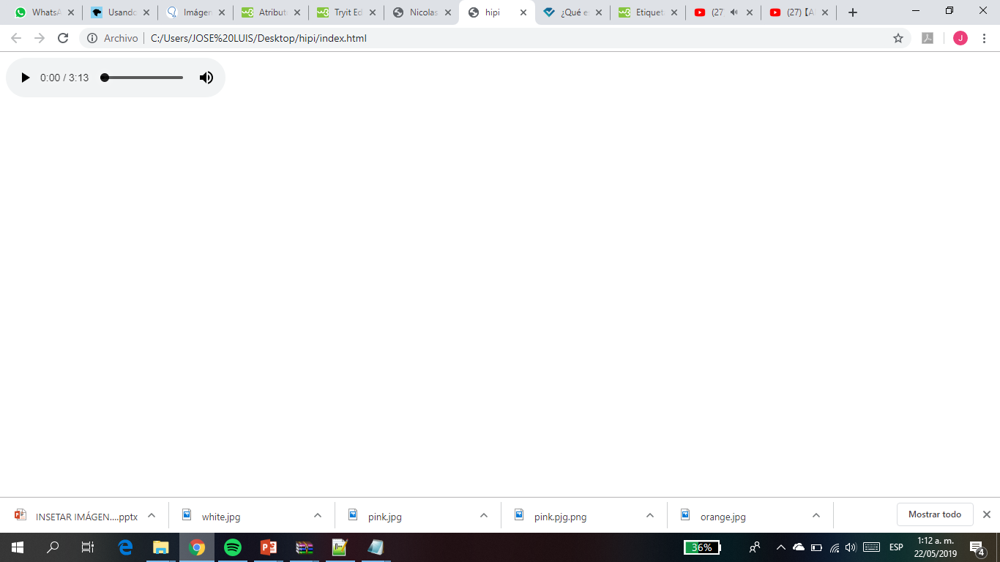 WhatsA
Usando
Imágen
Atribut
Tryit Ed
Nicolas
hipi
¿Qué e
Etiquet
(27
(27)【A
Archivo
C:/Users/JOSE%20LUIS/Desktop/hipi/index.html
J
0:00 / 3:13
INSETAR IMÁGEN....pptx
white.jpg
pink.jpg
pink.pjg.png
orange.jpg
Mostrar todo
36%
ESP
1:12 a. m.
22/05/2019
4